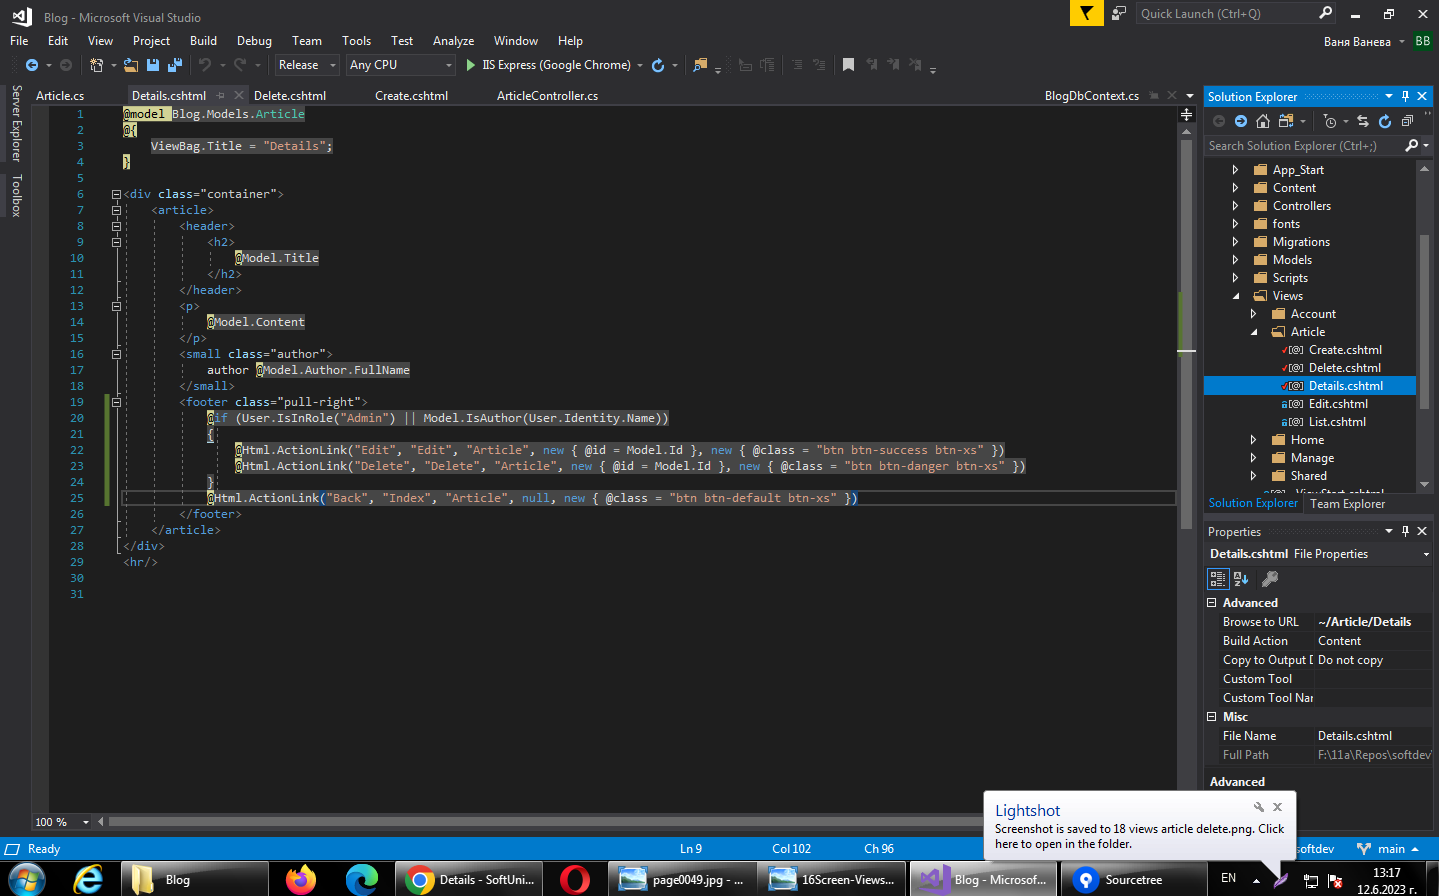 Blog - Microsoft Visual Studio
Quick Launch (Ctrl+Q)
File Edit View Project Build Debug Team Tools Test Analyze Window Help
Ваня Ванева BB
Release Any CPU IIS Express (Google Chrome)
Server Explorer
Toolbox
Article.cs Details.cshtml Delete.cshtml Create.cshtml ArticleController.cs BlogDbContext.cs
1 @model Blog.Models.Article
2 @{
3 ViewBag.Title = "Details";
4 }
5
6 <div class="container">
7 <article>
8 <header>
9 <h2>
10 @Model.Title
11 </h2>
12 </header>
13 <p>
14 @Model.Content
15 </p>
16 <small class="author">
17 author @Model.Author.FullName
18 </small>
19 <footer class="pull-right">
20 @if (User.IsInRole("Admin") || Model.IsAuthor(User.Identity.Name))
21 {
22 @Html.ActionLink("Edit", "Edit", "Article", new { @id = Model.Id }, new { @class = "btn btn-success btn-xs" })
23 @Html.ActionLink("Delete", "Delete", "Article", new { @id = Model.Id }, new { @class = "btn btn-danger btn-xs" })
24 }
25 @Html.ActionLink("Back", "Index", "Article", null, new { @class = "btn btn-default btn-xs" })
26 </footer>
27 </article>
28 </div>
29 <hr/>
30
31
100 %
Solution Explorer
Search Solution Explorer (Ctrl+;)
App_Start
Content
Controllers
fonts
Migrations
Models
Scripts
Views
Account
Article
Create.cshtml
Delete.cshtml
Details.cshtml
Edit.cshtml
List.cshtml
Home
Manage
Shared
_ViewStart.cshtml
Solution Explorer Team Explorer
Properties
Details.cshtml File Properties
Advanced
Browse to URL ~/Article/Details
Build Action Content
Copy to Output D Do not copy
Custom Tool
Custom Tool Nar
Misc
File Name Details.cshtml
Full Path F:\11a\Repos\softdev
Advanced
Lightshot
Screenshot is saved to 18 views article delete.png. Click
here to open in the folder.
Ready Ln 9 Col 102 Ch 96 softdev main
Blog Details - SoftUni... page0049.jpg - ... 16Screen-Views... Blog - Microsof... Sourcetree EN 13:17
12.6.2023 г.